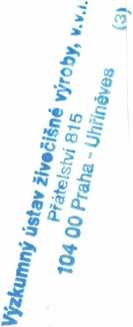 Výzkumný ústav živočišné výroby, v.v.i.
Přátelství 815
104 00 Praha - Uhříněves
(3)